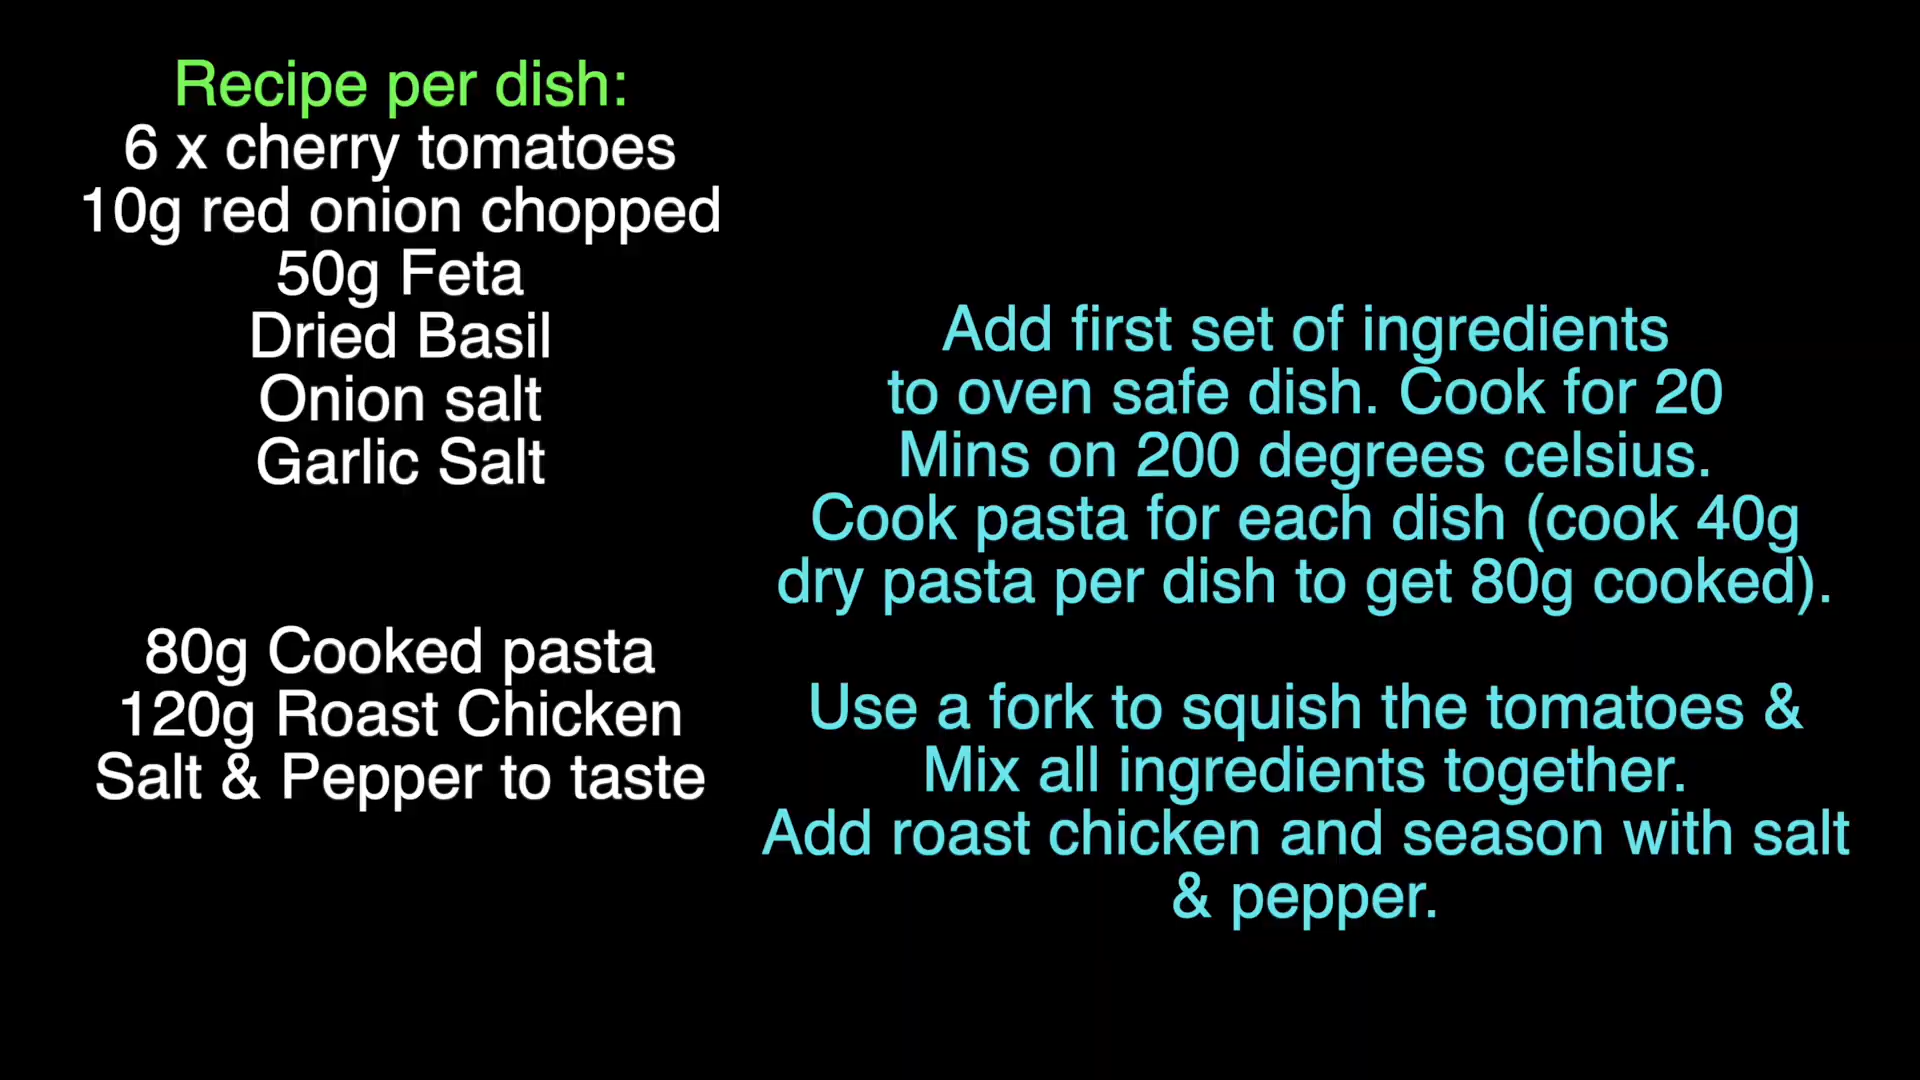 Recipe per dish:
6 x cherry tomatoes
10g red onion chopped
50g Feta
Dried Basil
Onion salt
Garlic Salt
80g Cooked pasta
120g Roast Chicken
Salt & Pepper to taste
Add first set of ingredients
to oven safe dish. Cook for 20
Mins on 200 degrees celsius.
Cook pasta for each dish (cook 40g
dry pasta per dish to get 80g cooked).
Use a fork to squish the tomatoes &
Mix all ingredients together.
Add roast chicken and season with salt
& pepper.